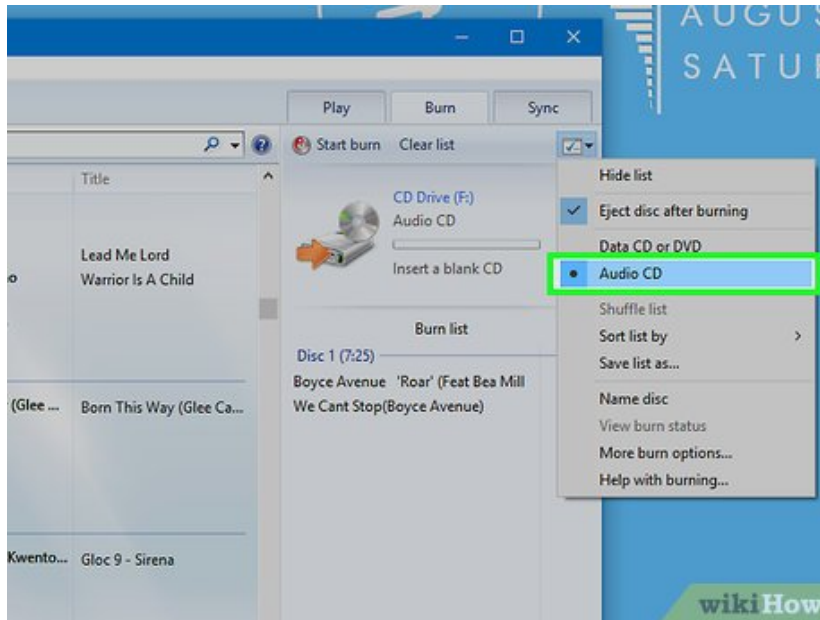 AUGUS
SATU
Play
Burn
Sync
Start burn
Clear list
Title
Lead Me Lord
Warrior Is A Child
(Glee ...
Born This Way (Glee Ca...
Kwento...
Gloc 9 - Sirena
CD Drive (F:)
Audio CD
Insert a blank CD
Burn list
Disc 1 (7:25)
Boyce Avenue 'Roar' (Feat Bea Mill
We Cant Stop(Boyce Avenue)
Hide list
Eject disc after burning
Data CD or DVD
Audio CD
Shuffle list
Sort list by
Save list as...
Name disc
View burn status
More burn options...
Help with burning...
wikiHow